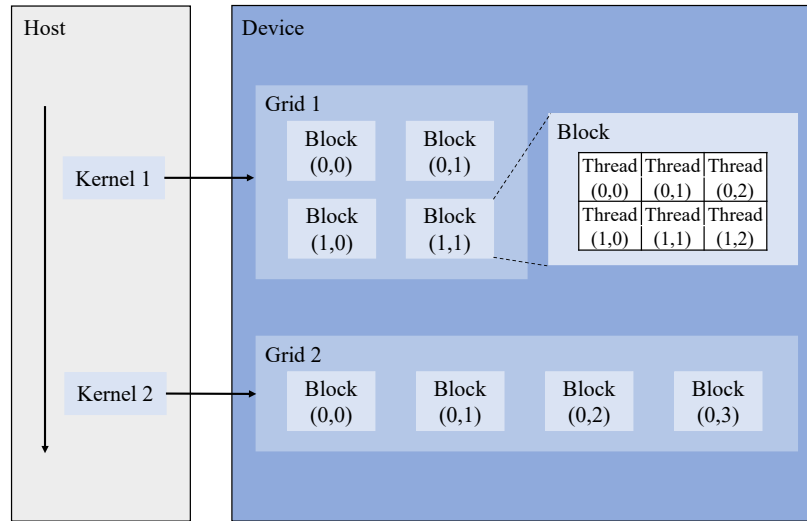 Host
Device
Grid 1
Block
(0,0)
Block
(0,1)
Block
(1,0)
Block
(1,1)
Kernel 1
Block
Thread Thread Thread
(0,0) (0,1) (0,2)
Thread Thread Thread
(1,0) (1,1) (1,2)
Grid 2
Kernel 2
Block
(0,0)
Block
(0,1)
Block
(0,2)
Block
(0,3)